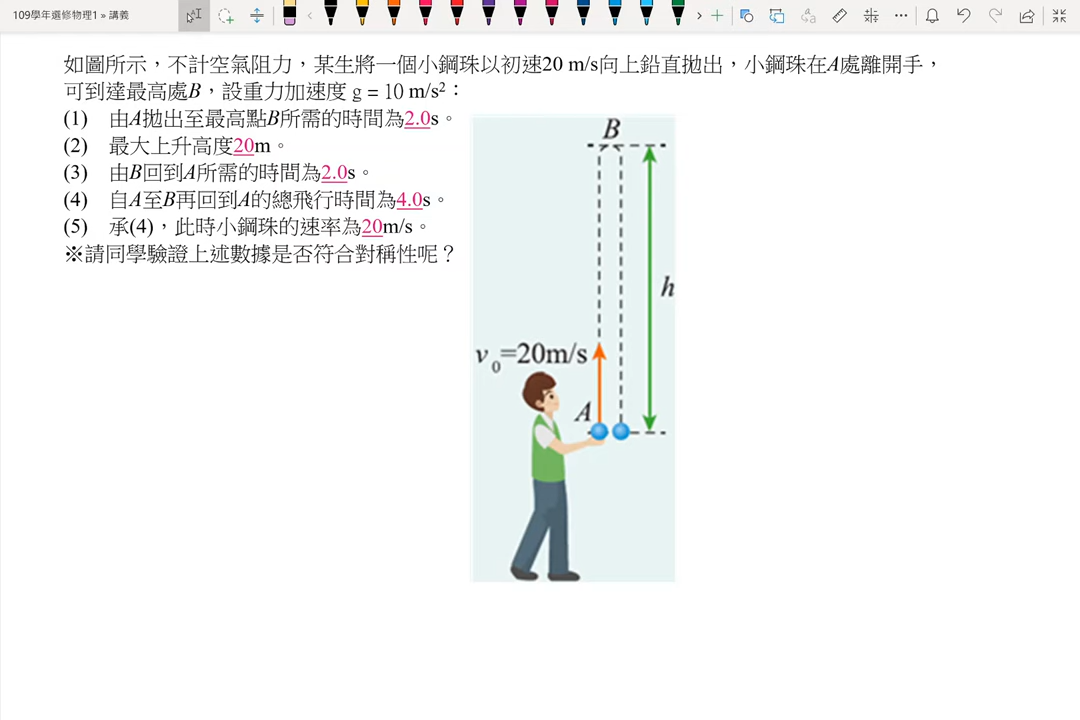 109學年選修物理1 » 講義
如圖所示，不計空氣阻力，某生將一個小鋼珠以初速20 m/s向上鉛直拋出，小鋼珠在A處離開手，
可到達最高處B，設重力加速度 g = 10 m/s²：
(1) 由A拋出至最高點B所需的時間為2.0s。
(2) 最大上升高度20m。
(3) 由B回到A所需的時間為2.0s。
(4) 自A至B再回到A的總飛行時間為4.0s。
(5) 承(4)，此時小鋼珠的速率為20m/s。
※請同學驗證上述數據是否符合對稱性呢？
B
h
v₀=20m/s
A